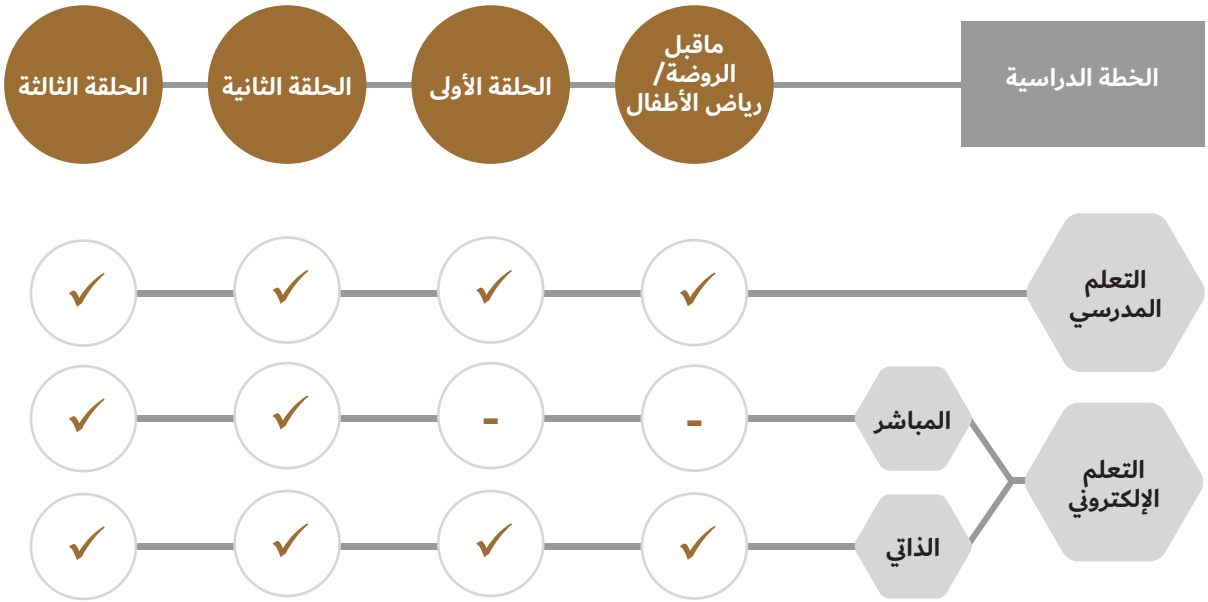 الخطة الدراسية
ماقبل
الروضة/
رياض الأطفال
الحلقة الأولى
الحلقة الثانية
الحلقة الثالثة
التعلم
المدرسي
✓ ✓ ✓ ✓
التعلم
الإلكتروني
المباشر
- - ✓ ✓
الذاتي
✓ ✓ ✓ ✓